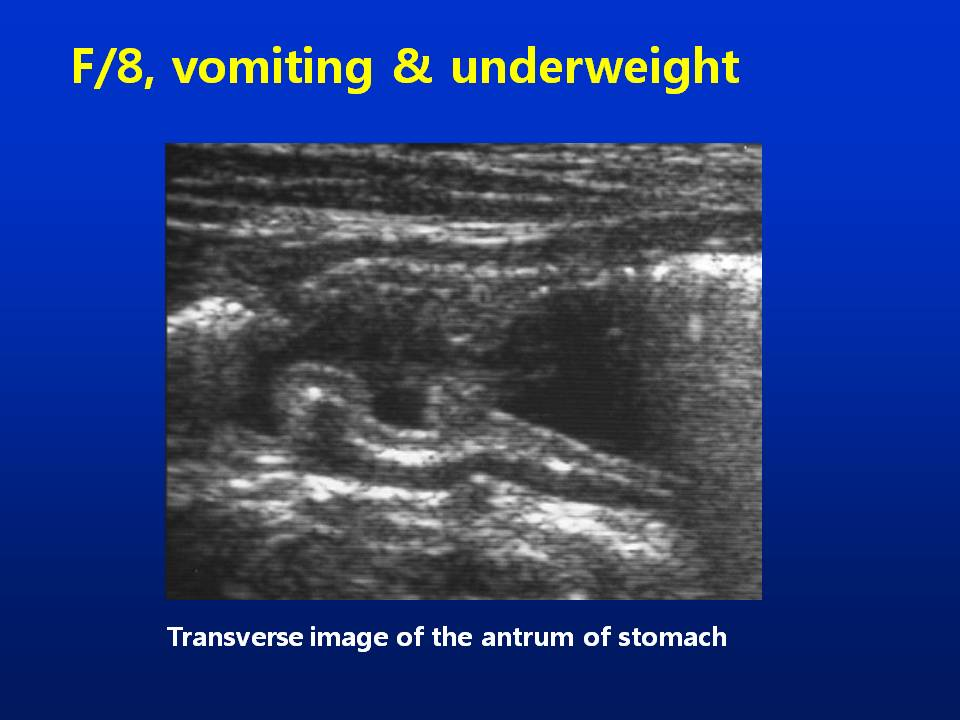 F/8, vomiting & underweight
Transverse image of the antrum of stomach